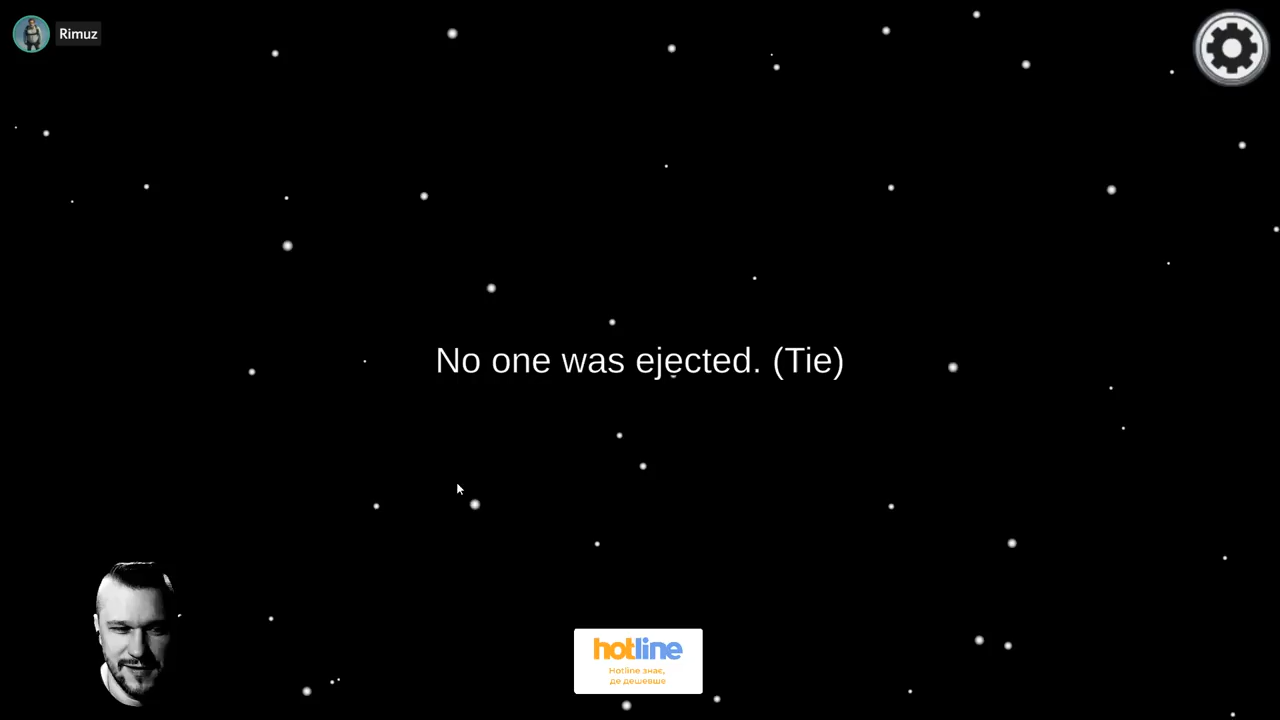 Rimuz
No one was ejected. (Tie)
hotline
Hotline знає,
де дешевше